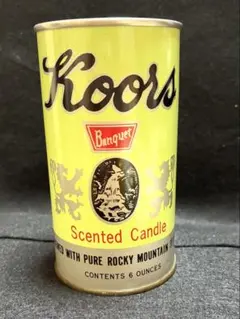 Koors
Banquet
Scented Candle
WITH PURE ROCKY MOUNTAIN
CONTENTS 6 OUNCES